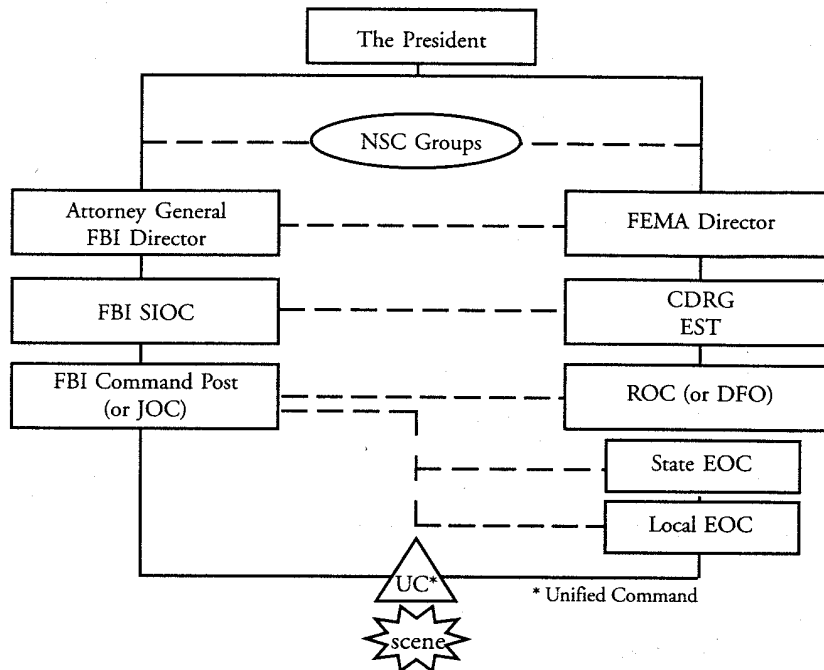 The President
NSC Groups
Attorney General
FBI Director
FEMA Director
FBI SIOC
CDRG
EST
FBI Command Post
(or JOC)
ROC (or DFO)
State EOC
Local EOC
UC*
* Unified Command
scene